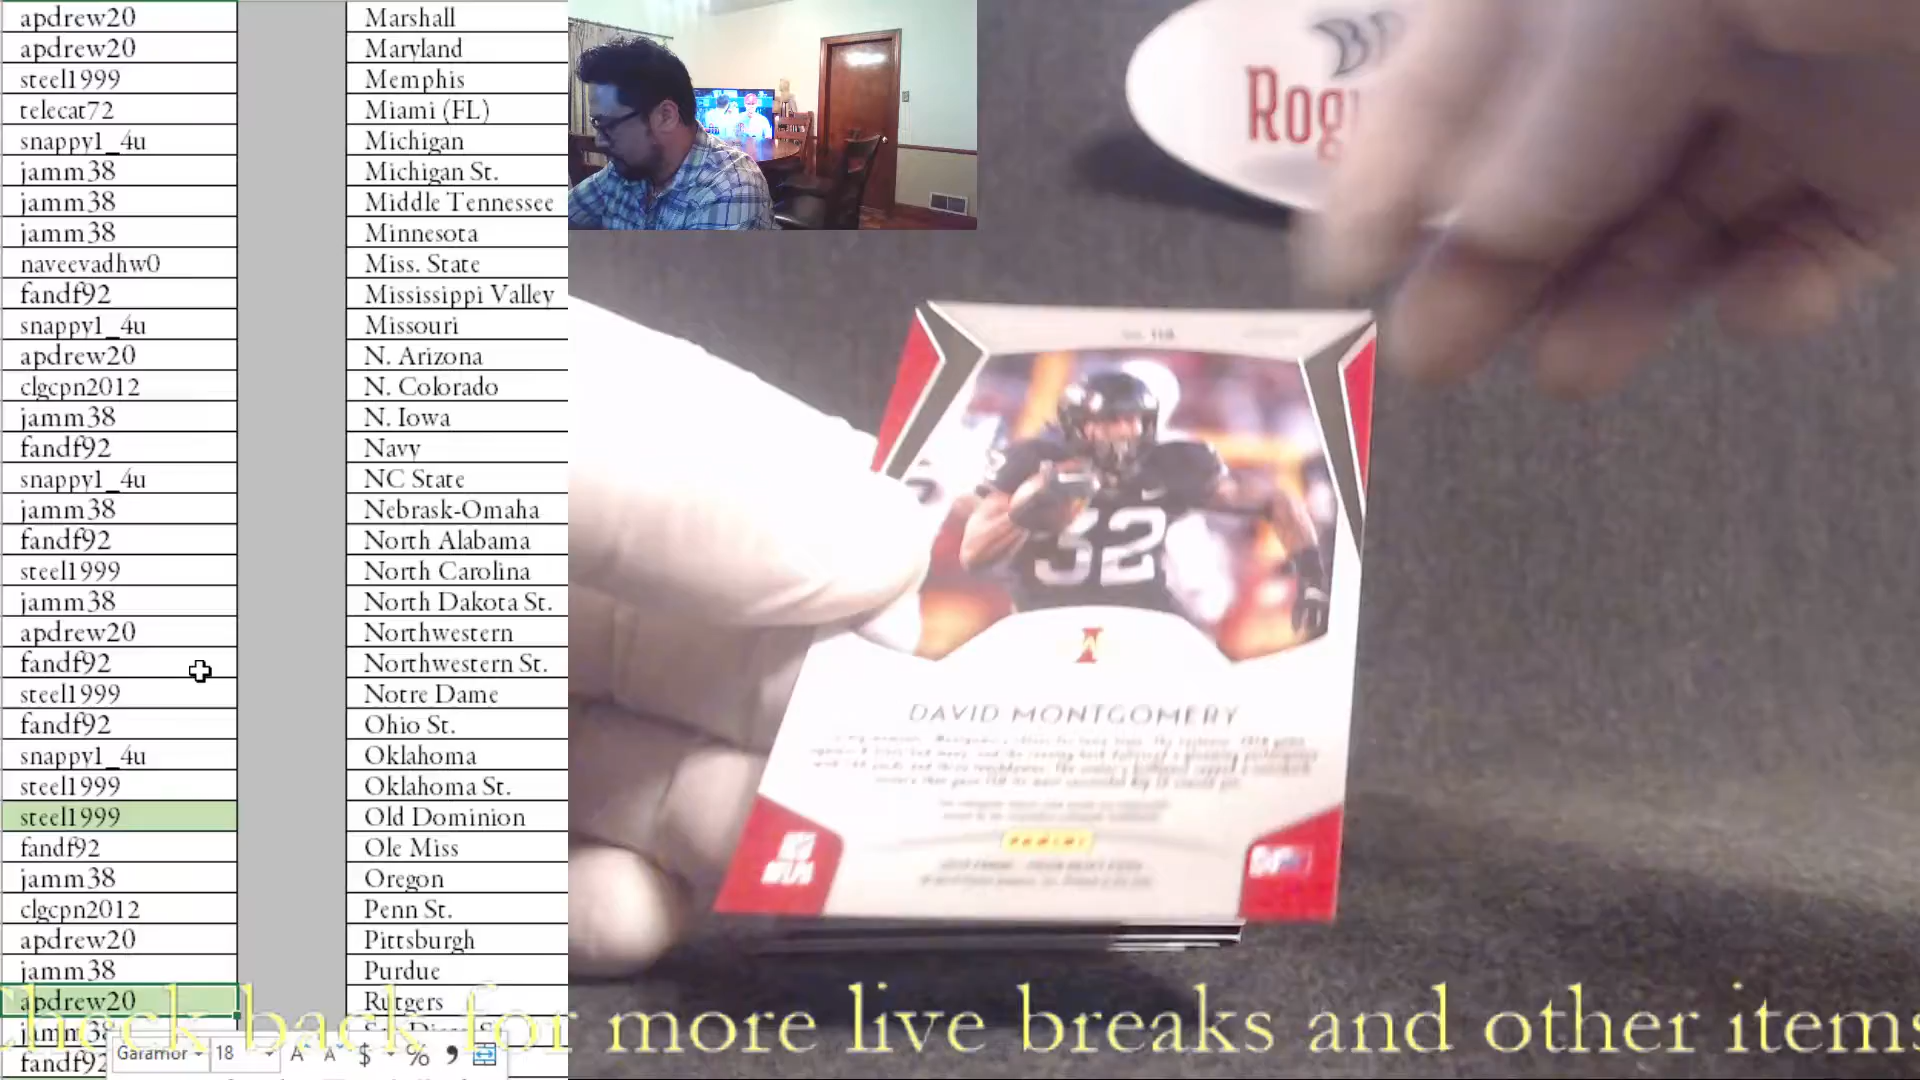 apdrew20 Marshall
apdrew20 Maryland
steel1999 Memphis
telecat72 Miami (FL)
snappy1_4u Michigan
jamm38 Michigan St.
jamm38 Middle Tennessee
jamm38 Minnesota
naveevadhw0 Miss. State
fandf92 Mississippi Valley
snappy1_4u Missouri
apdrew20 N. Arizona
clgcpn2012 N. Colorado
jamm38 N. Iowa
fandf92 Navy
snappy1_4u NC State
jamm38 Nebrask-Omaha
fandf92 North Alabama
steel1999 North Carolina
jamm38 North Dakota St.
apdrew20 Northwestern
fandf92 Northwestern St.
steel1999 Notre Dame
fandf92 Ohio St.
snappy1_4u Oklahoma
steel1999 Oklahoma St.
steel1999 Old Dominion
fandf92 Ole Miss
jamm38 Oregon
clgcpn2012 Penn St.
apdrew20 Pittsburgh
jamm38 Purdue
apdrew20 Rutgers
jamm38
fandf92
Garamor 18 A A $ % ,
Rog
32
DAVID MONTGOMERY
PANINI
back for more live breaks and other items